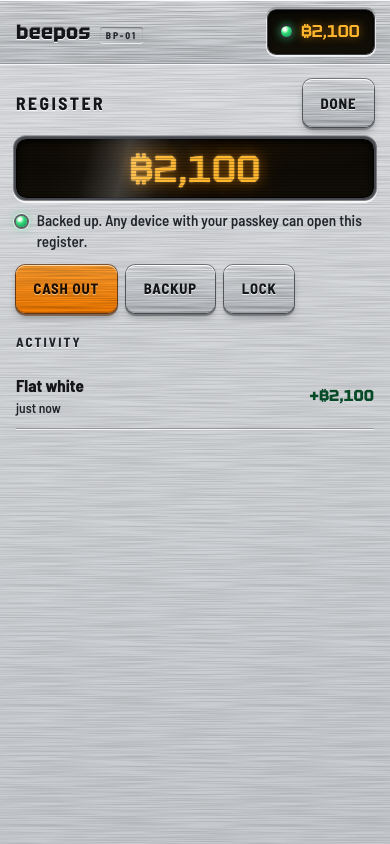 beepos BP-01 ₿2,100
REGISTER DONE
₿2,100
Backed up. Any device with your passkey can open this
register.
CASH OUT BACKUP LOCK
ACTIVITY
Flat white
just now
+₿2,100